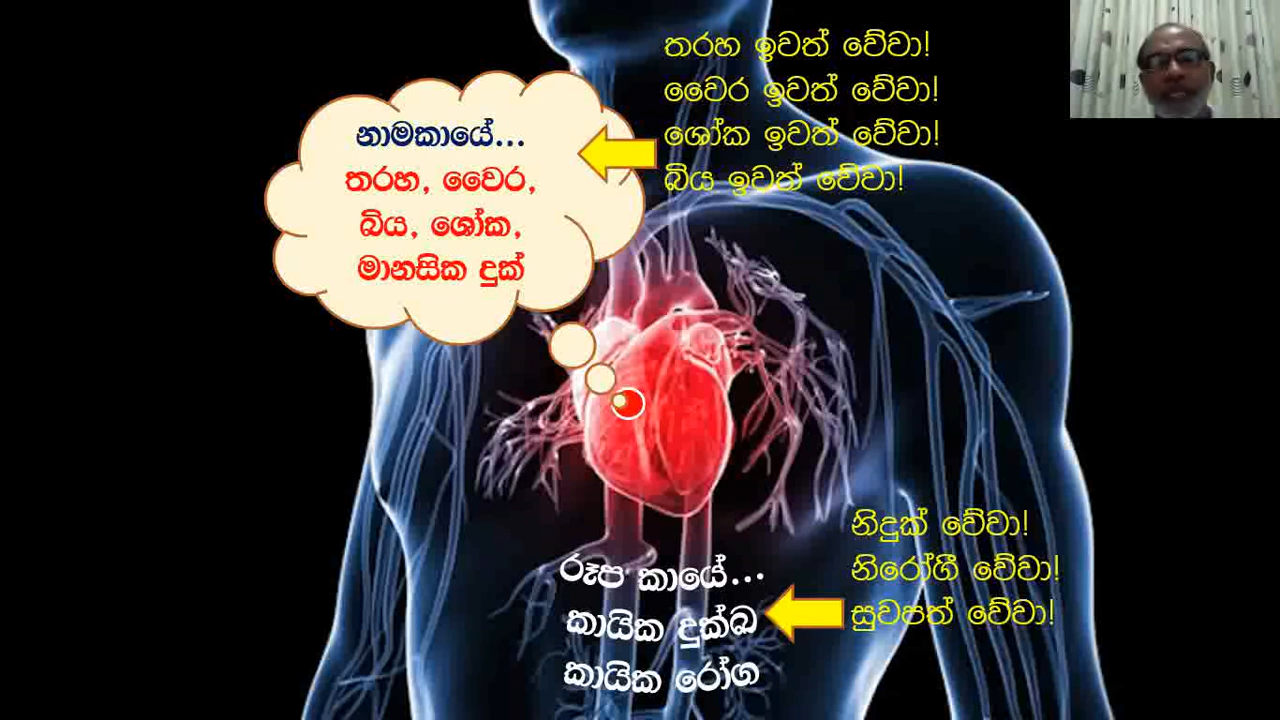 තරහ ඉවත් වේවා!
වෛර ඉවත් වේවා!
ශෝක ඉවත් වේවා!
බිය ඉවත් වේවා!
නාමකායේ...
තරහ, වෛර,
බිය, ශෝක,
මානසික දුක්
නිදුක් වේවා!
නිරෝගී වේවා!
සුවපත් වේවා!
රූප කායේ...
කායික දුක්ඛ
කායික රෝග